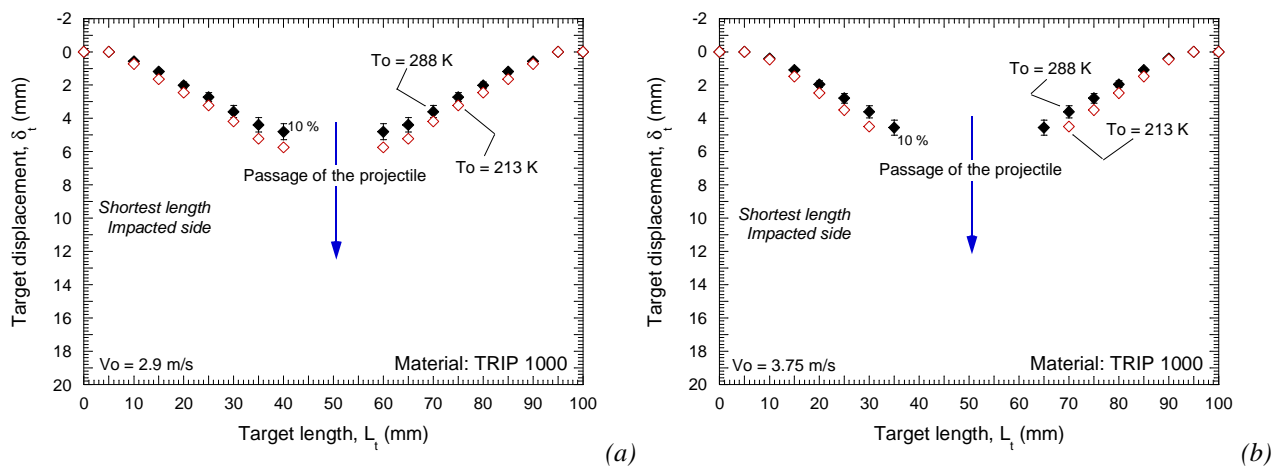 -2
0
2
4
6
8
10
12
14
16
18
20
Target displacement, δ_t (mm)
To = 288 K
10 %
To = 213 K
Passage of the projectile
Shortest length
Impacted side
Vo = 2.9 m/s
Material: TRIP 1000
0 10 20 30 40 50 60 70 80 90 100
Target length, L_t (mm)
(a)
-2
0
2
4
6
8
10
12
14
16
18
20
Target displacement, δ_t (mm)
To = 288 K
10 %
To = 213 K
Passage of the projectile
Shortest length
Impacted side
Vo = 3.75 m/s
Material: TRIP 1000
0 10 20 30 40 50 60 70 80 90 100
Target length, L_t (mm)
(b)